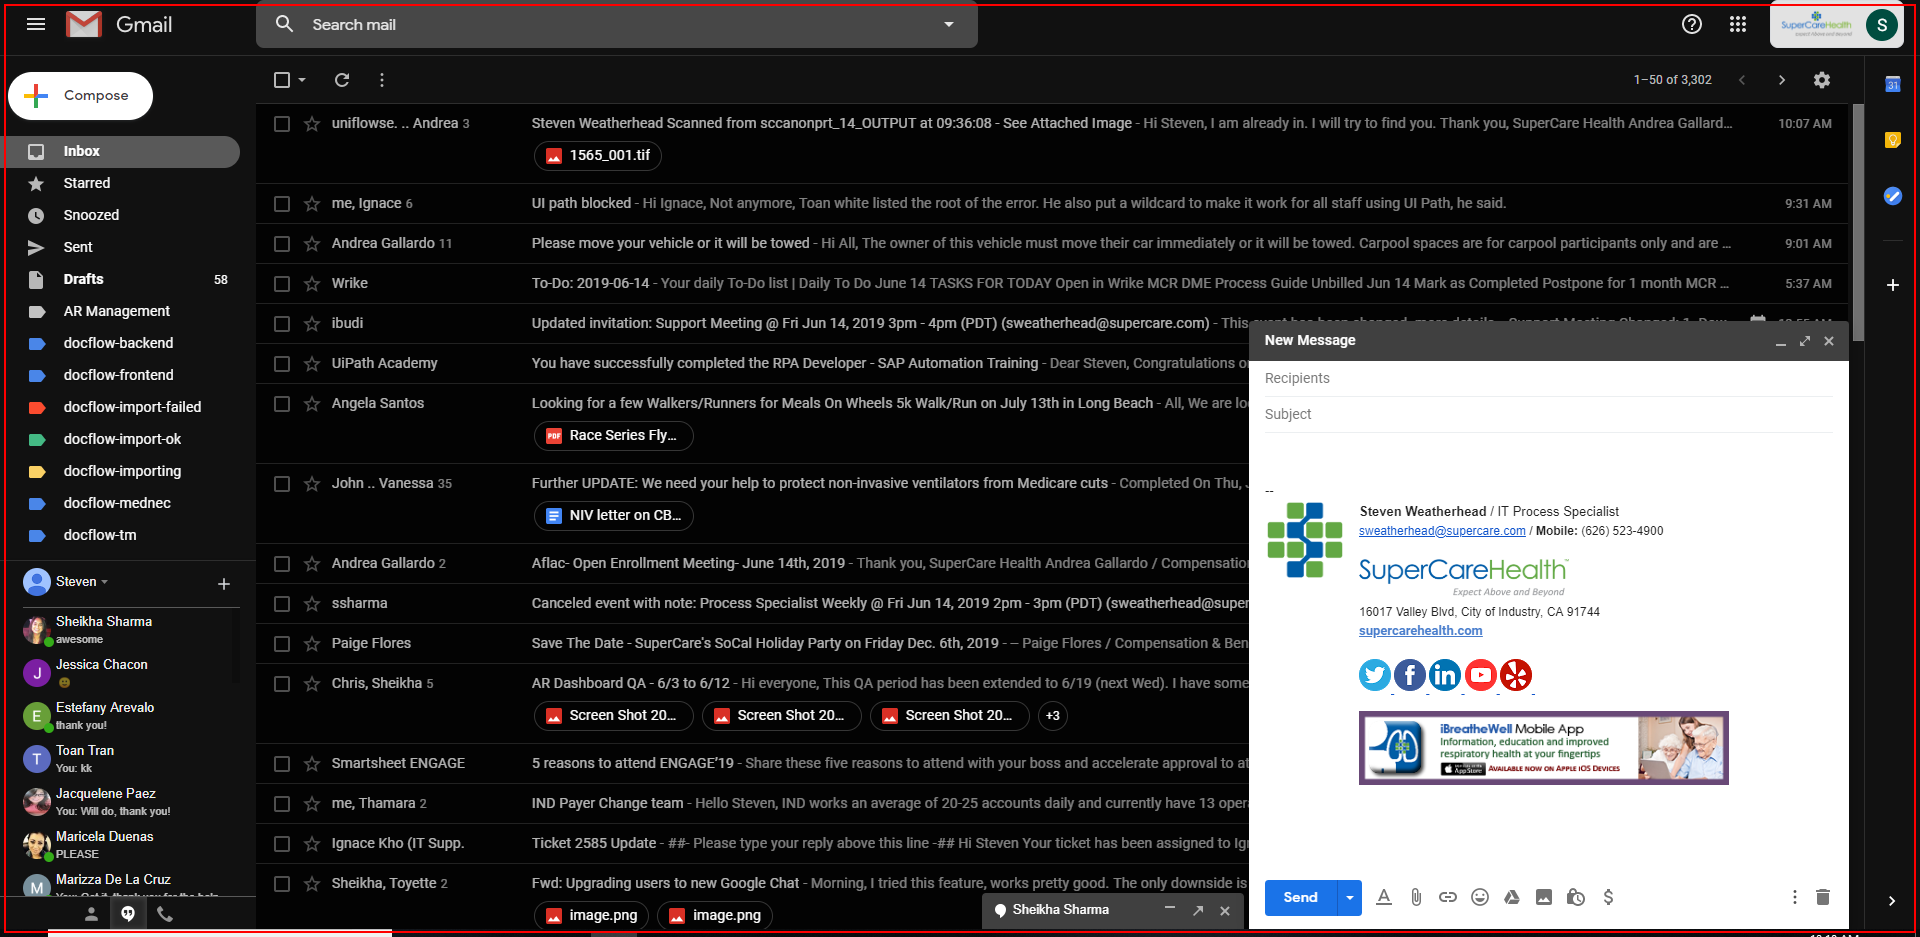 Gmail
Search mail
SuperCareHealth
Expect Above and Beyond
S
Compose
1–50 of 3,302
31
Inbox
Starred
Snoozed
Sent
Drafts 58
AR Management
docflow-backend
docflow-frontend
docflow-import-failed
docflow-import-ok
docflow-importing
docflow-mednec
docflow-tm
Steven
Sheikha Sharma
awesome
J
Jessica Chacon
E
Estefany Arevalo
thank you!
T
Toan Tran
You: kk
Jacquelene Paez
You: Will do, thank you!
Maricela Duenas
PLEASE
M
Marizza De La Cruz
You: Got it, thank you for the help
uniflowse. .. Andrea 3 Steven Weatherhead Scanned from sccanonprt_14_OUTPUT at 09:36:08 - See Attached Image - Hi Steven, I am already in. I will try to find you. Thank you, SuperCare Health Andrea Gallard... 10:07 AM
1565_001.tif
me, Ignace 6 UI path blocked - Hi Ignace, Not anymore, Toan white listed the root of the error. He also put a wildcard to make it work for all staff using UI Path, he said. 9:31 AM
Andrea Gallardo 11 Please move your vehicle or it will be towed - Hi All, The owner of this vehicle must move their car immediately or it will be towed. Carpool spaces are for carpool participants only and are ... 9:01 AM
Wrike To-Do: 2019-06-14 - Your daily To-Do list | Daily To Do June 14 TASKS FOR TODAY Open in Wrike MCR DME Process Guide Unbilled Jun 14 Mark as Completed Postpone for 1 month MCR ... 5:37 AM
ibudi Updated invitation: Support Meeting @ Fri Jun 14, 2019 3pm - 4pm (PDT) (sweatherhead@supercare.com) - This event has been changed. more details
UiPath Academy You have successfully completed the RPA Developer - SAP Automation Training - Dear Steven, Congratulations
Angela Santos Looking for a few Walkers/Runners for Meals On Wheels 5k Walk/Run on July 13th in Long Beach - All, We are
PDF Race Series Fly...
John .. Vanessa 35 Further UPDATE: We need your help to protect non-invasive ventilators from Medicare cuts - Completed On Thu,
NIV letter on CB...
Andrea Gallardo 2 Aflac- Open Enrollment Meeting- June 14th, 2019 - Thank you, SuperCare Health Andrea Gallardo / Compensation
ssharma Canceled event with note: Process Specialist Weekly @ Fri Jun 14, 2019 2pm - 3pm (PDT) (sweatherhead@super
Paige Flores Save The Date - SuperCare's SoCal Holiday Party on Friday Dec. 6th, 2019 - – Paige Flores / Compensation & Ben
Chris, Sheikha 5 AR Dashboard QA - 6/3 to 6/12 - Hi everyone, This QA period has been extended to 6/19 (next Wed). I have some
Screen Shot 20... Screen Shot 20... Screen Shot 20... +3
Smartsheet ENGAGE 5 reasons to attend ENGAGE'19 - Share these five reasons to attend with your boss and accelerate approval to at
me, Thamara 2 IND Payer Change team - Hello Steven, IND works an average of 20-25 accounts daily and currently have 13 oper
Ignace Kho (IT Supp. Ticket 2585 Update - ##- Please type your reply above this line -## Hi Steven Your ticket has been assigned to Ig
Sheikha, Toyette 2 Fwd: Upgrading users to new Google Chat - Morning, I tried this feature, works pretty good. The only downside is
image.png image.png
Sheikha Sharma
New Message
Recipients
Subject
--
Steven Weatherhead / IT Process Specialist
sweatherhead@supercare.com / Mobile: (626) 523-4900
SuperCareHealth™
Expect Above and Beyond
16017 Valley Blvd, City of Industry, CA 91744
supercarehealth.com
iBreatheWell Mobile App
Information, education and improved
respiratory health at your fingertips
App Store AVAILABLE NOW ON APPLE iOS DEVICES
Send